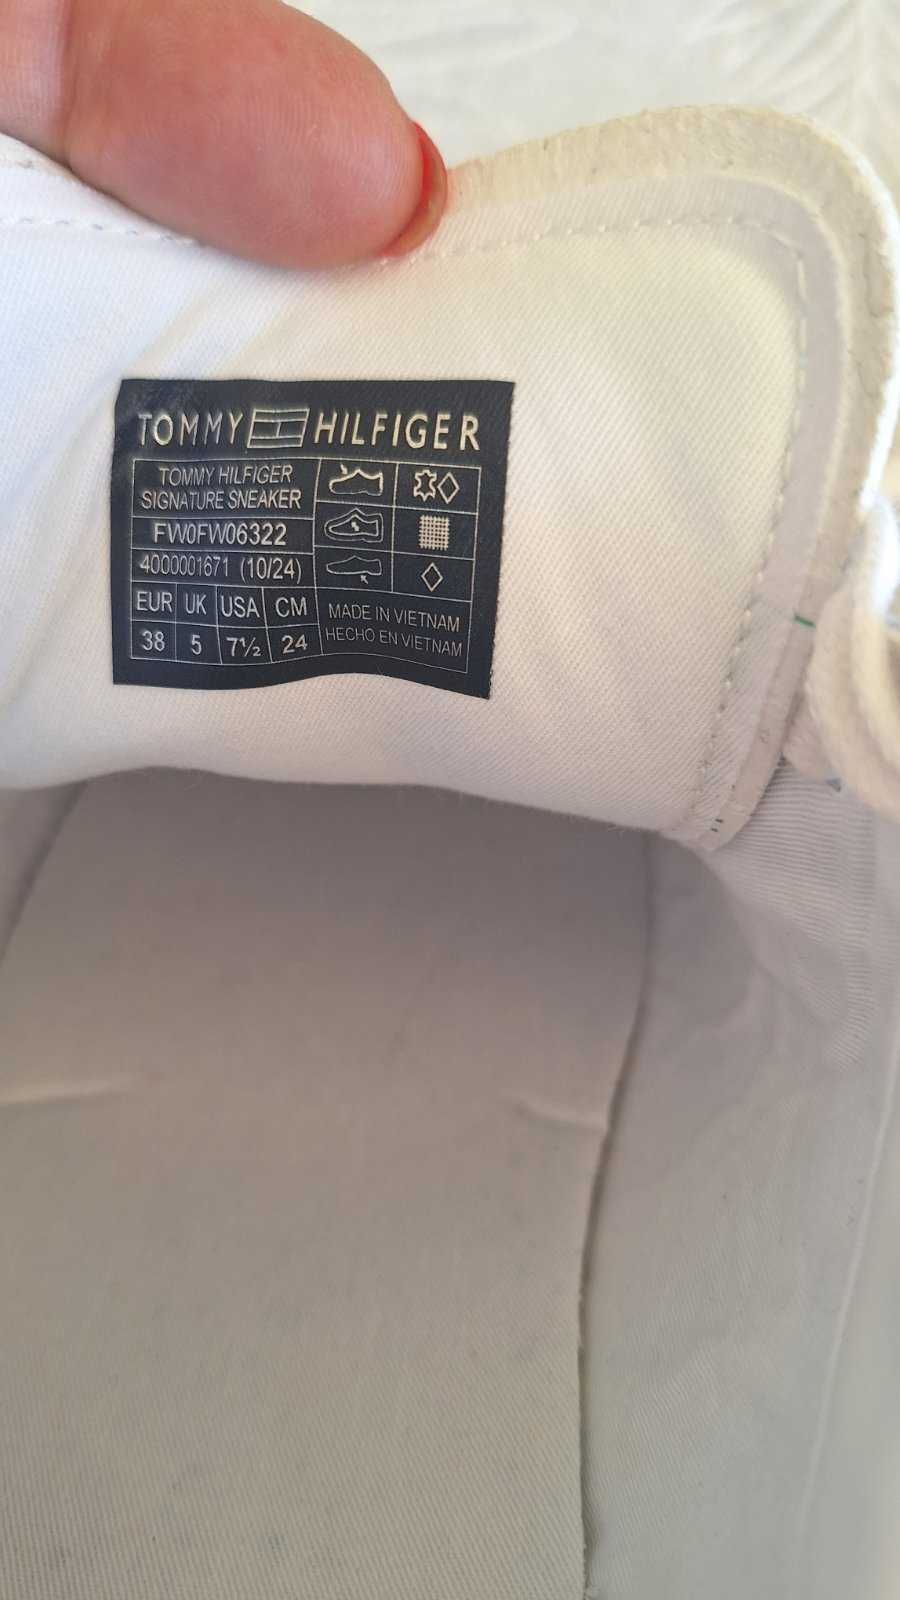 TOMMY HILFIGER
TOMMY HILFIGER
SIGNATURE SNEAKER
FW0FW06322
4000001671 (10/24)
EUR UK USA CM
38 5 7½ 24
MADE IN VIETNAM
HECHO EN VIETNAM